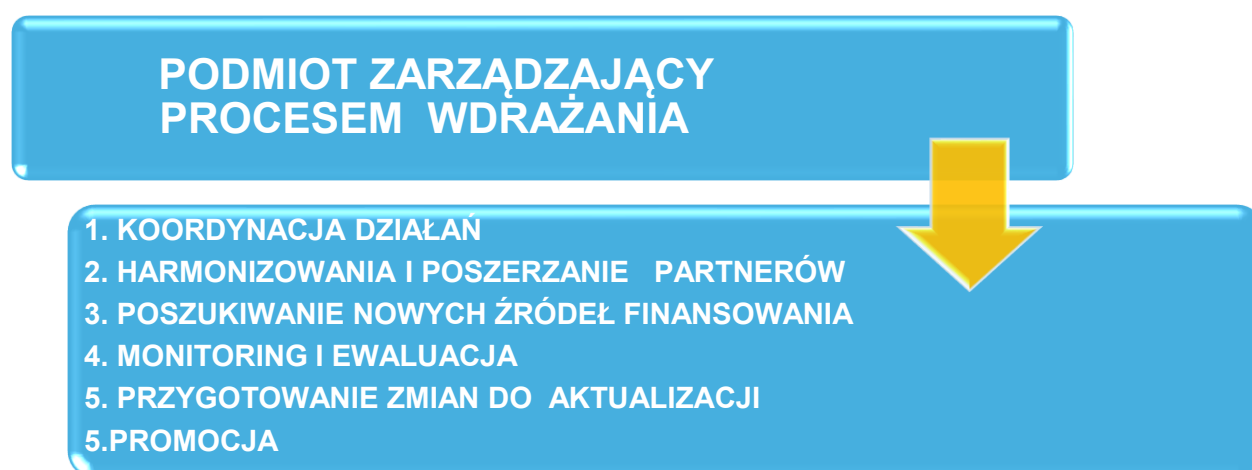 PODMIOT ZARZĄDZAJĄCY
PROCESEM WDRAŻANIA
1. KOORDYNACJA DZIAŁAŃ
2. HARMONIZOWANIA I POSZERZANIE PARTNERÓW
3. POSZUKIWANIE NOWYCH ŹRÓDEŁ FINANSOWANIA
4. MONITORING I EWALUACJA
5. PRZYGOTOWANIE ZMIAN DO AKTUALIZACJI
5.PROMOCJA